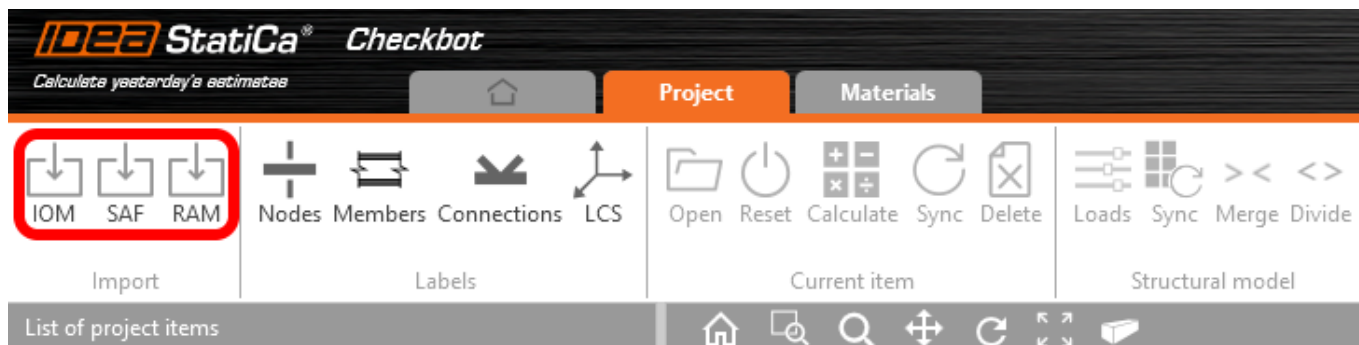 IDEA StatiCa® Checkbot
Calculate yesterday's estimates
Project Materials
IOM SAF RAM Nodes Members Connections LCS Open Reset Calculate Sync Delete Loads Sync Merge Divide
Import Labels Current item Structural model
List of project items